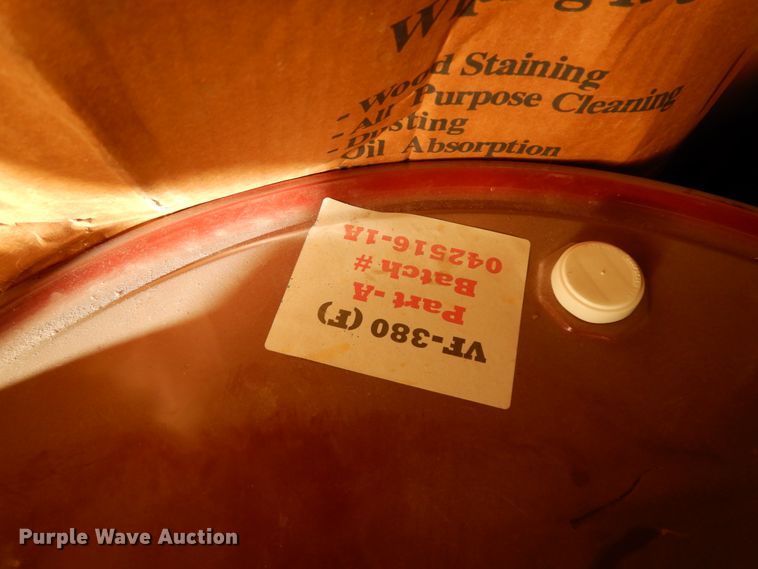 - Wood Staining
- All Purpose Cleaning
- Dusting
- Oil Absorption
VF-380 (F)
Part-A
Batch #
042516-1A
Purple Wave Auction